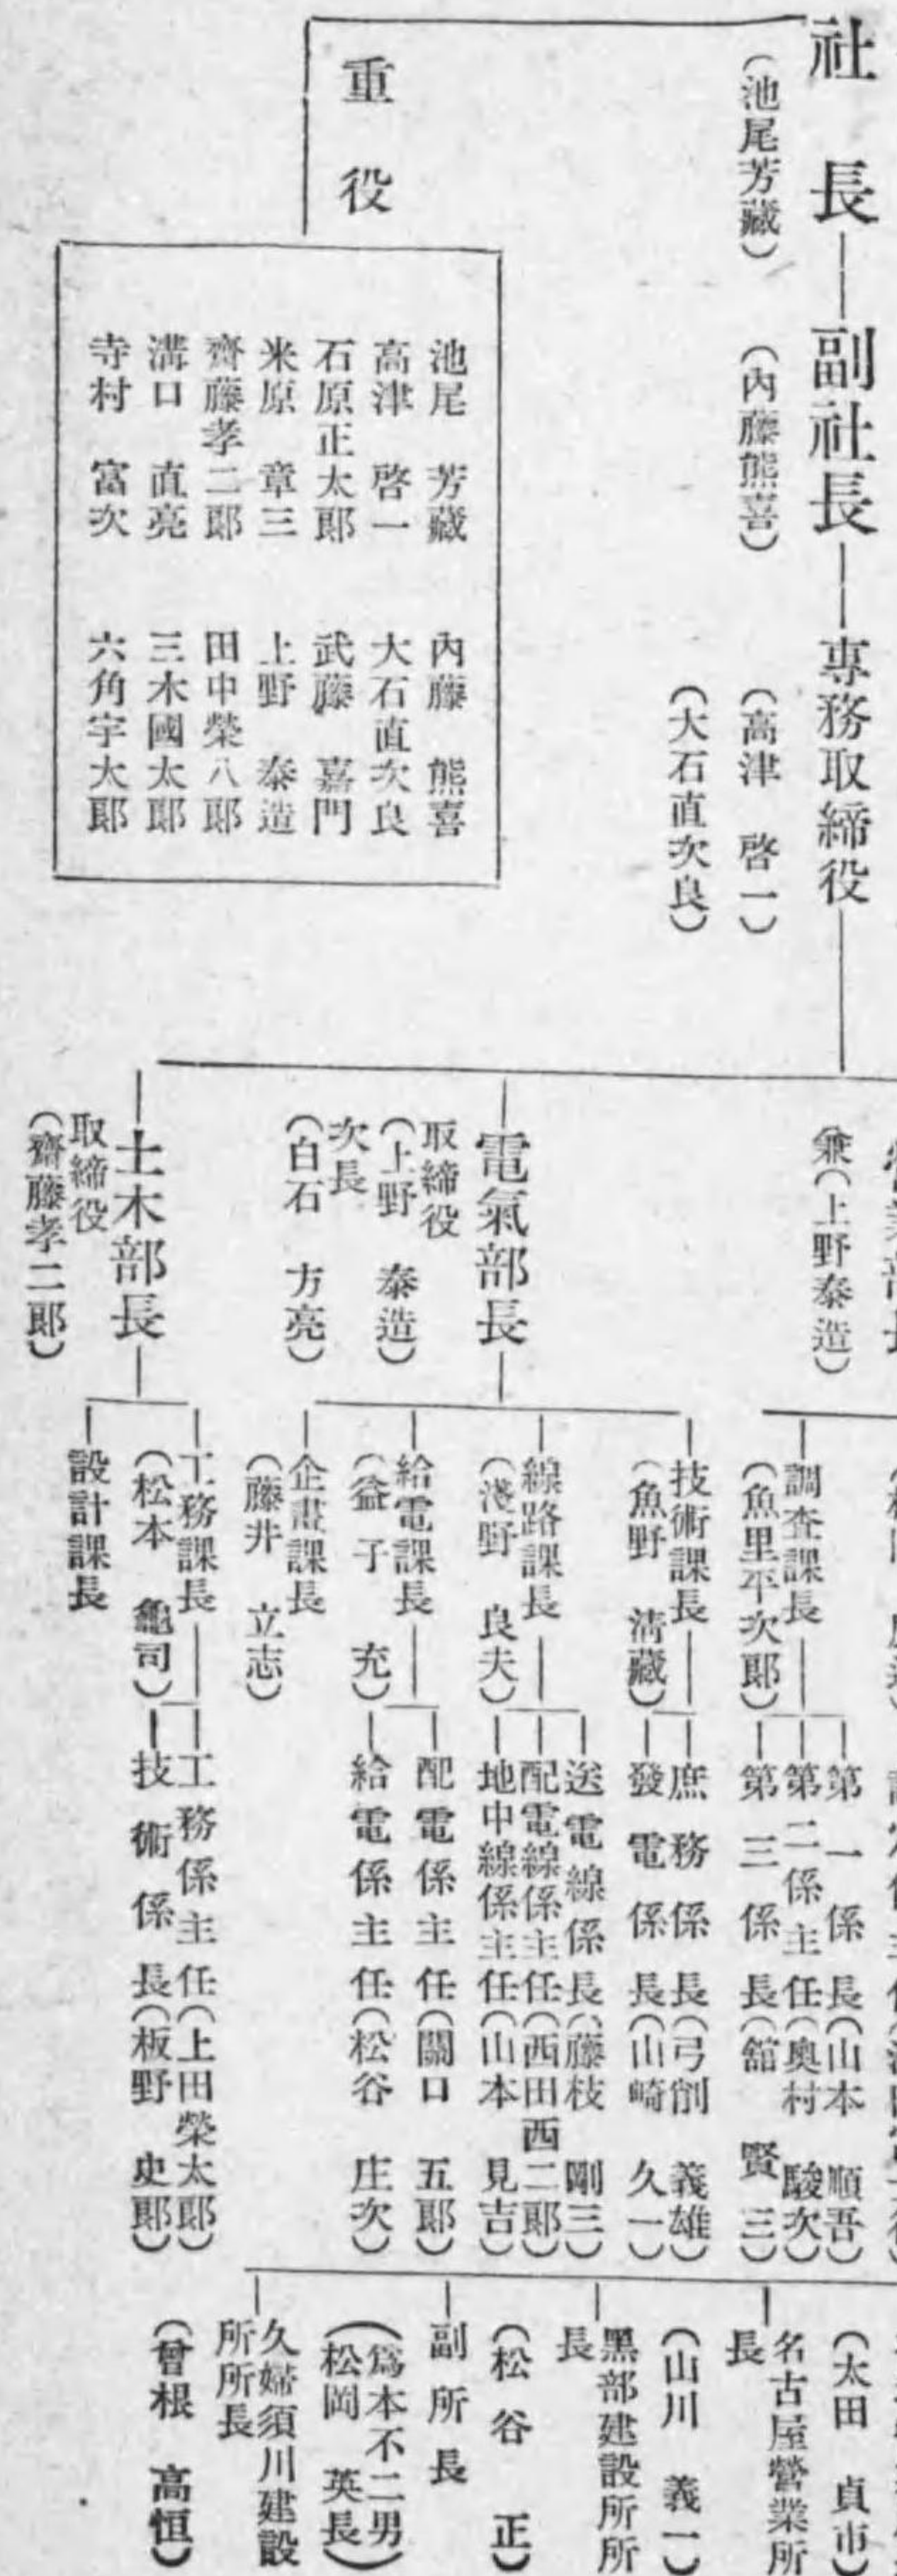 社長
(池尾芳藏)
副社長
(內藤熊喜)
專務取締役
(高津 啓一)
(大石直次良)
重役
池尾 芳藏
內藤 熊喜
高津 啓一
大石直次良
石原正太郞
武藤 嘉門
米原 章三
上野 泰造
齋藤孝二郞
田中榮八郞
溝口 直亮
三木國太郞
寺村 富次
六角宇太郞
兼(上野泰造)
調查課長
(魚里平次郞)
第一係長(山本 順吾)
第二係主任(奧村 駿次)
第三係長(舘 賢三)
電氣部長
取締役
(上野 泰造)
次長
(白石 方亮)
技術課長
(魚野 淸藏)
庶務係長(弓削 義雄)
發電係長(山崎 久一)
線路課長
(淺野 良夫)
送電線係長(藤枝 剛三)
配電線係主任(西田西二郞)
地中線係主任(山本 見吉)
給電課長
(益子 充)
配電係主任(關口 五郞)
給電係主任(松谷 庄次)
企畫課長
(藤井 立志)
土木部長
取締役
(齋藤孝二郞)
工務課長
(松本 龜司)
工務係主任(上田榮太郞)
技術係長(板野 史郞)
設計課長
(太田 貞市)
名古屋營業所
長
(山川 義一)
黑部建設所所
長
(松谷 正)
副所長
(爲本不二男)
(松岡 英長)
久婦須川建設
所所長
(曾根 高恒)